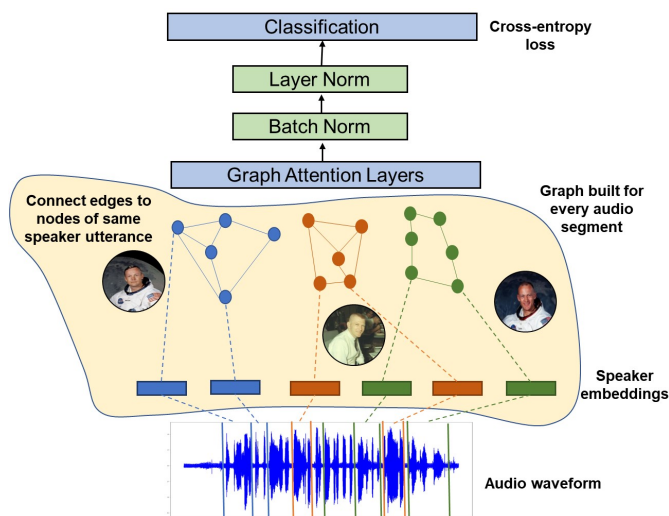 Classification
Cross-entropy
loss
Layer Norm
Batch Norm
Graph Attention Layers
Connect edges to
nodes of same
speaker utterance
Graph built for
every audio
segment
Speaker
embeddings
Audio waveform